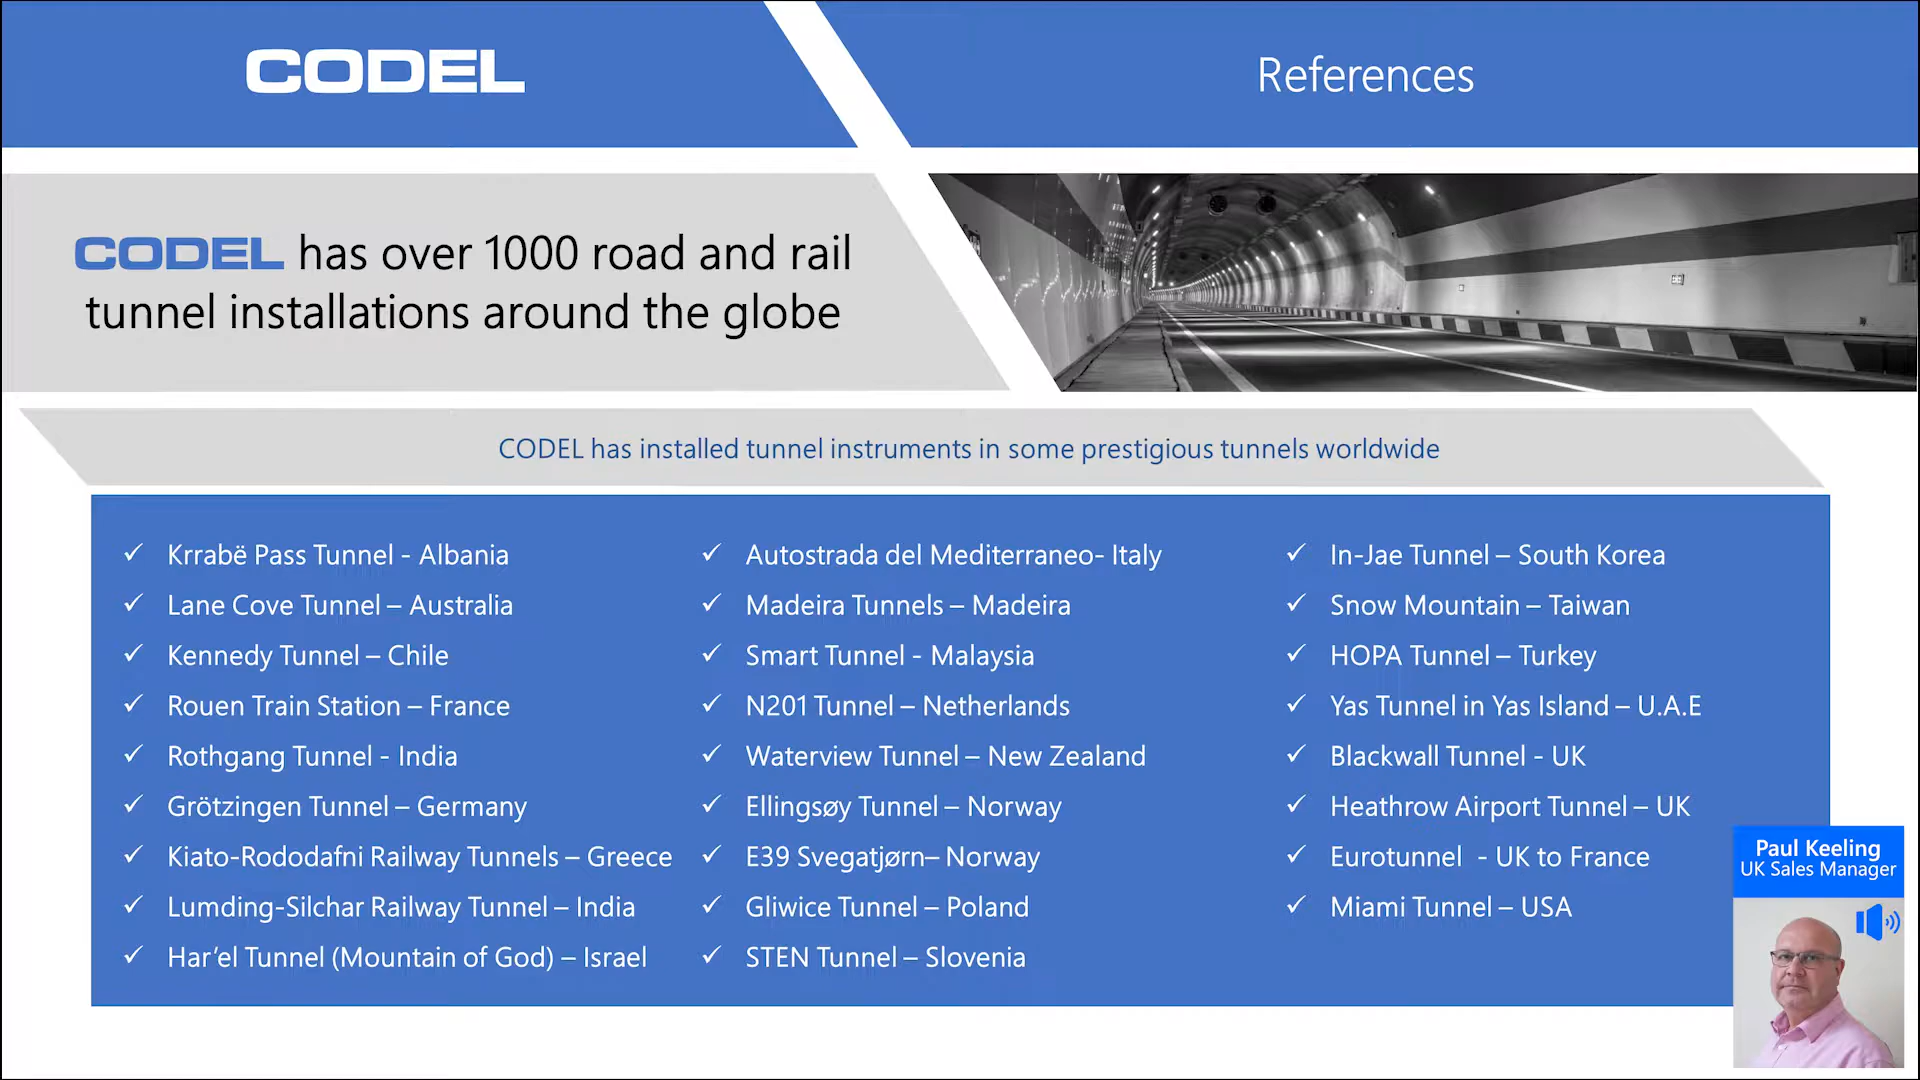 CODEL
References
CODEL has over 1000 road and rail
tunnel installations around the globe
CODEL has installed tunnel instruments in some prestigious tunnels worldwide
✓ Krrabë Pass Tunnel - Albania
✓ Lane Cove Tunnel – Australia
✓ Kennedy Tunnel – Chile
✓ Rouen Train Station – France
✓ Rothgang Tunnel - India
✓ Grötzingen Tunnel – Germany
✓ Kiato-Rododafni Railway Tunnels – Greece
✓ Lumding-Silchar Railway Tunnel – India
✓ Har’el Tunnel (Mountain of God) – Israel
✓ Autostrada del Mediterraneo- Italy
✓ Madeira Tunnels – Madeira
✓ Smart Tunnel - Malaysia
✓ N201 Tunnel – Netherlands
✓ Waterview Tunnel – New Zealand
✓ Ellingsøy Tunnel – Norway
✓ E39 Svegatjørn– Norway
✓ Gliwice Tunnel – Poland
✓ STEN Tunnel – Slovenia
✓ In-Jae Tunnel – South Korea
✓ Snow Mountain – Taiwan
✓ HOPA Tunnel – Turkey
✓ Yas Tunnel in Yas Island – U.A.E
✓ Blackwall Tunnel - UK
✓ Heathrow Airport Tunnel – UK
✓ Eurotunnel  - UK to France
✓ Miami Tunnel – USA
Paul Keeling
UK Sales Manager